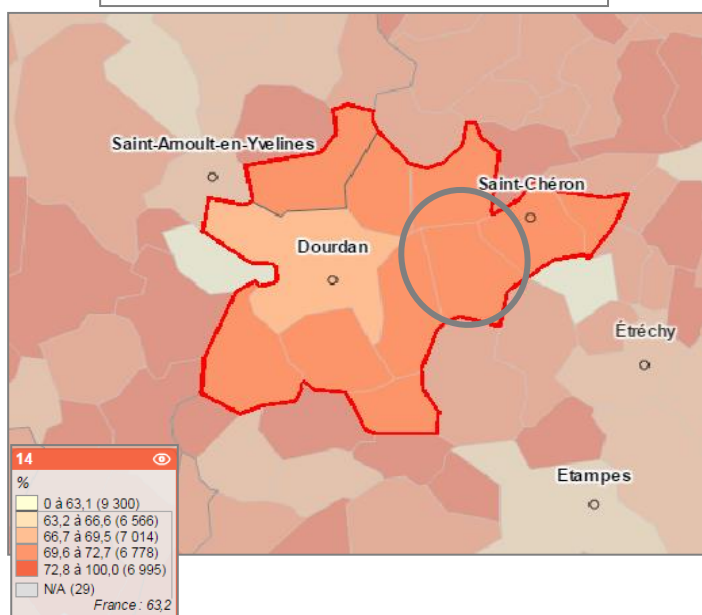 Saint-Arnoult-en-Yvelines
Saint-Chéron
Dourdan
Étréchy
Etampes
14
%
0 à 63,1 (9 300)
63,2 à 66,6 (6 566)
66,7 à 69,5 (7 014)
69,6 à 72,7 (6 778)
72,8 à 100,0 (6 995)
N/A (29)
France : 63,2